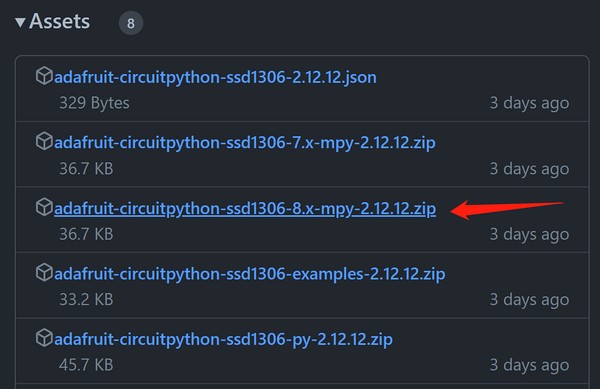 Assets 8
adafruit-circuitpython-ssd1306-2.12.12.json
329 Bytes 3 days ago
adafruit-circuitpython-ssd1306-7.x-mpy-2.12.12.zip
36.7 KB 3 days ago
adafruit-circuitpython-ssd1306-8.x-mpy-2.12.12.zip
36.7 KB 3 days ago
adafruit-circuitpython-ssd1306-examples-2.12.12.zip
33.2 KB 3 days ago
adafruit-circuitpython-ssd1306-py-2.12.12.zip
45.7 KB 3 days ago